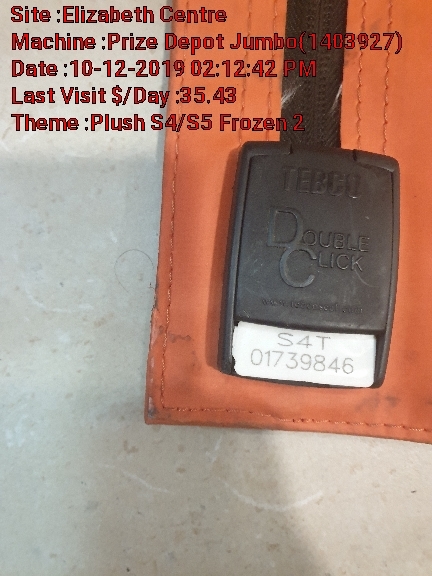 Site :Elizabeth Centre
Machine :Prize Depot Jumbo(1403927)
Date :10-12-2019 02:12:42 PM
Last Visit $/Day :35.43
Theme :Plush S4/S5 Frozen 2
TEBCO
DOUBLE
CLICK
S4T
01739846